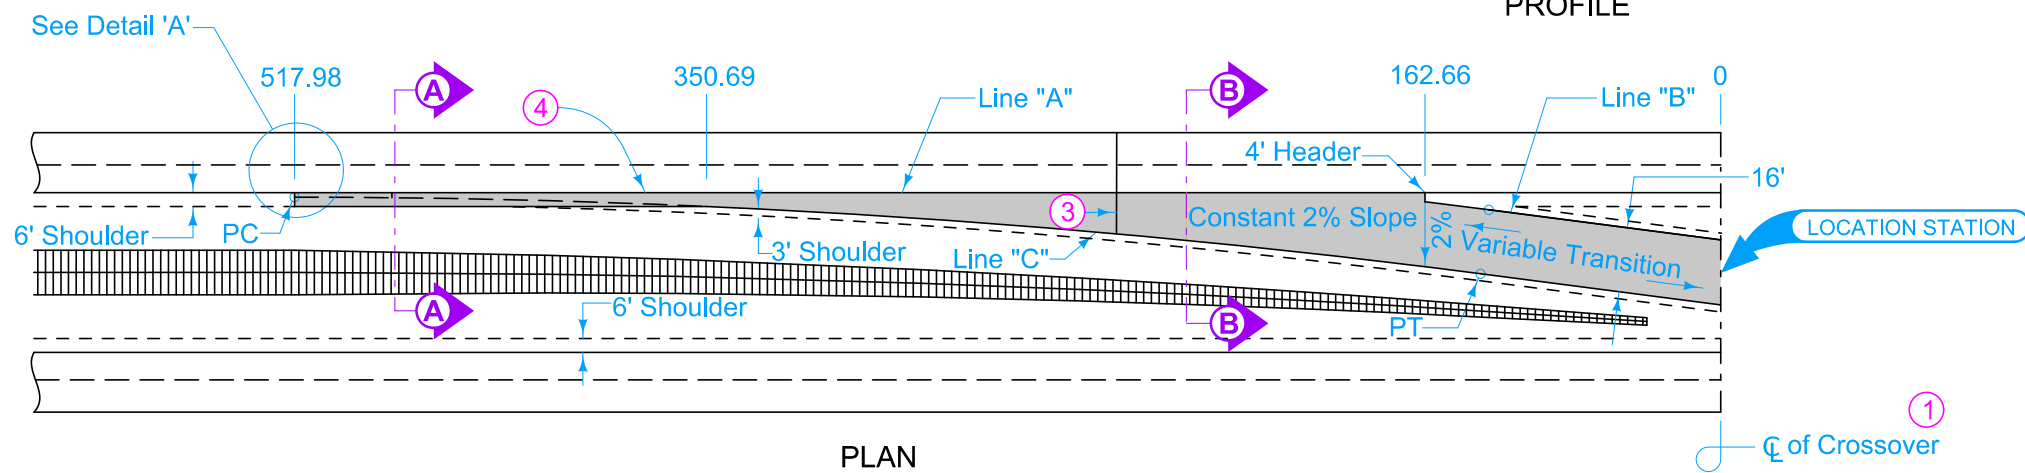 PROFILE
See Detail 'A'
517.98
350.69
162.66
0
A
B
4
Line "A"
Line "B"
4' Header
16'
3
Constant 2% Slope
2%
Variable Transition
LOCATION STATION
6' Shoulder
PC
3' Shoulder
Line "C"
6' Shoulder
A
B
PT
1
PLAN
℄ of Crossover